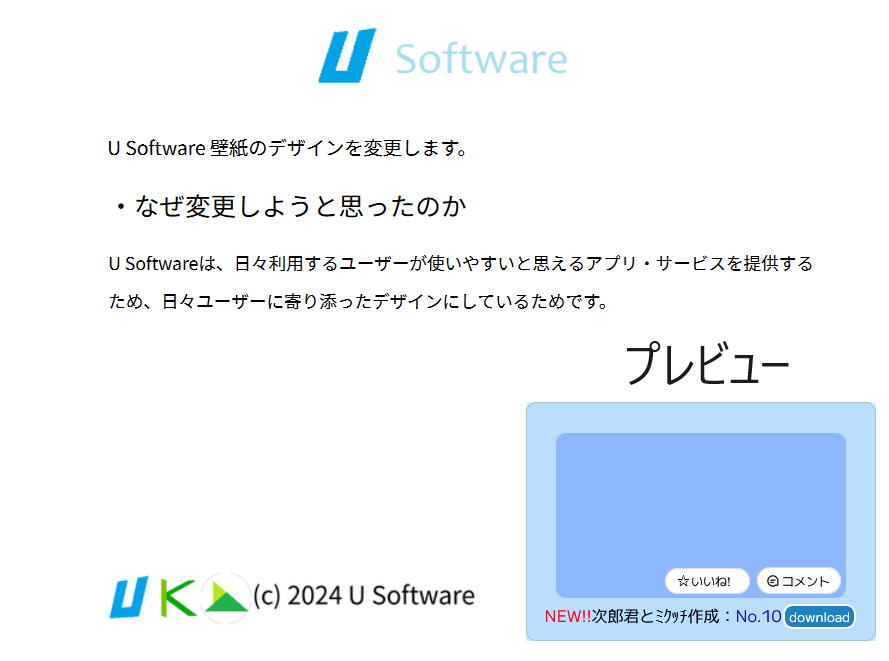 U Software
U Software 壁紙のデザインを変更します。
・なぜ変更しようと思ったのか
U Softwareは、日々利用するユーザーが使いやすいと思えるアプリ・サービスを提供する
ため、日々ユーザーに寄り添ったデザインにしているためです。
プレビュー
☆いいね!
コメント
NEW!!次郎君とﾐｸｯﾁ作成：No.10 download
U K (c) 2024 U Software